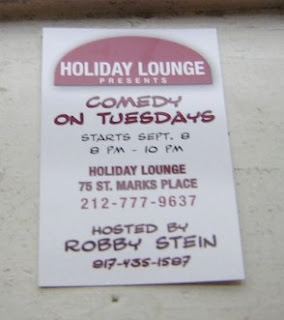 HOLIDAY LOUNGE
PRESENTS
COMEDY
ON TUESDAYS
STARTS SEPT. 8
8 PM - 10 PM
HOLIDAY LOUNGE
75 ST. MARKS PLACE
212-777-9637
HOSTED BY
ROBBY STEIN
917-435-1587